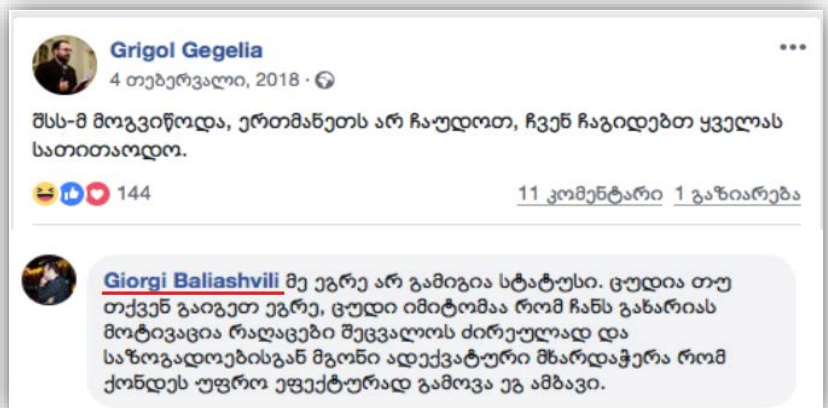 Grigol Gegelia
4 თებერვალი, 2018 ·
შსს-მ მოგვიწოდა, ერთმანეთს არ ჩაუდოთ, ჩვენ ჩაგიდებთ ყველას
სათითაოდო.
144
11 კომენტარი 1 გაზიარება
Giorgi Baliashvili მე ეგრე არ გამიგია სტატუსი. ცუდია თუ
თქვენ გაიგეთ ეგრე, ცუდი იმიტომაა რომ ჩანს გახარიას
მოტივაცია რაღაცები შეცვალოს ძირეულად და
საზოგადოებისგან მგონი ადექვატური მხარდაჭერა რომ
ქონდეს უფრო ეფექტურად გამოვა ეგ ამბავი.